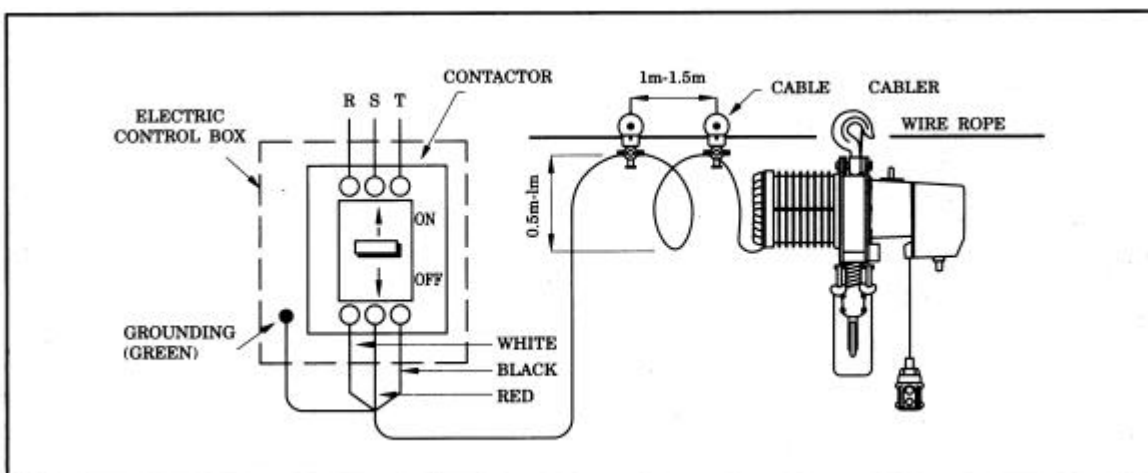 CONTACTOR
R S T
ELECTRIC
CONTROL BOX
ON
OFF
GROUNDING
(GREEN)
WHITE
BLACK
RED
1m-1.5m
0.5m-1m
CABLE CABLER
WIRE ROPE